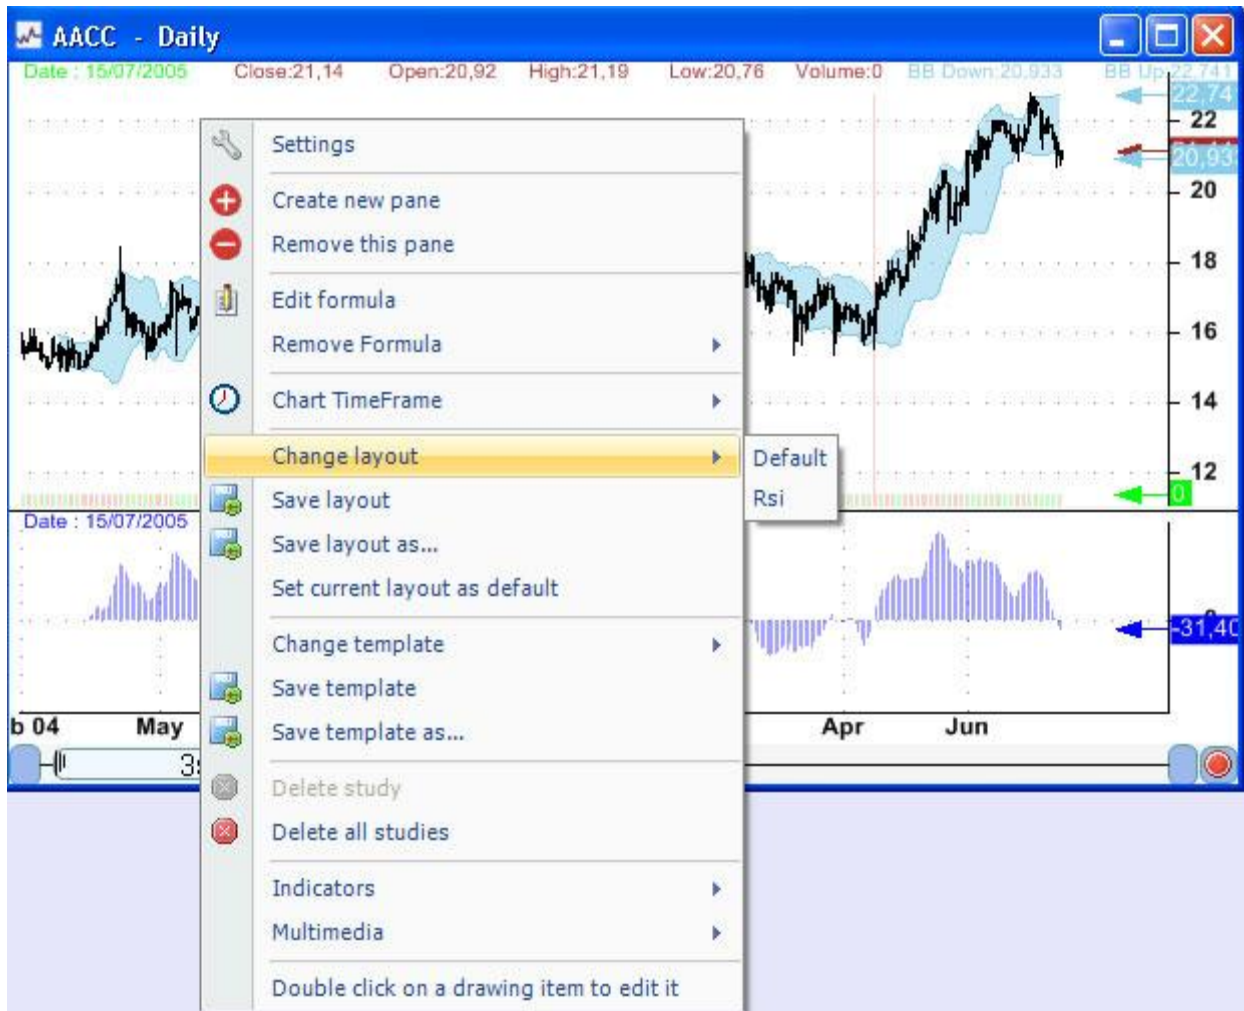 AACC - Daily
Date : 15/07/2005 Close:21,14 Open:20,92 High:21,19 Low:20,76 Volume:0 BB Down:20,933 BB Up:22,741
22,74
22
20,93
20
18
16
14
12
0
Settings
Create new pane
Remove this pane
Edit formula
Remove Formula
Chart TimeFrame
Change layout
Default
Rsi
Save layout
Save layout as...
Set current layout as default
Change template
Save template
Save template as...
Delete study
Delete all studies
Indicators
Multimedia
Double click on a drawing item to edit it
Date : 15/07/2005
-31,40
b 04 May Apr Jun